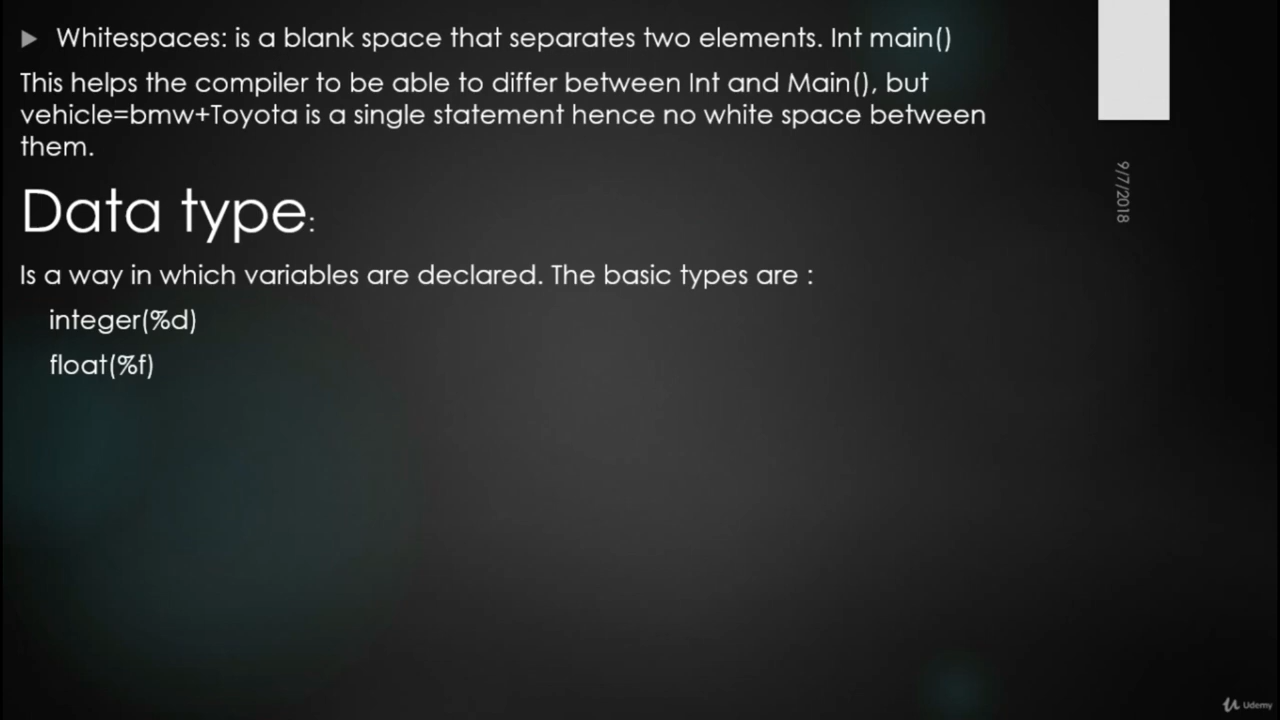 Whitespaces: is a blank space that separates two elements. Int main()
This helps the compiler to be able to differ between Int and Main(), but
vehicle=bmw+Toyota is a single statement hence no white space between
them.
Data type:
Is a way in which variables are declared. The basic types are :
integer(%d)
float(%f)
9/7/2018
Udemy